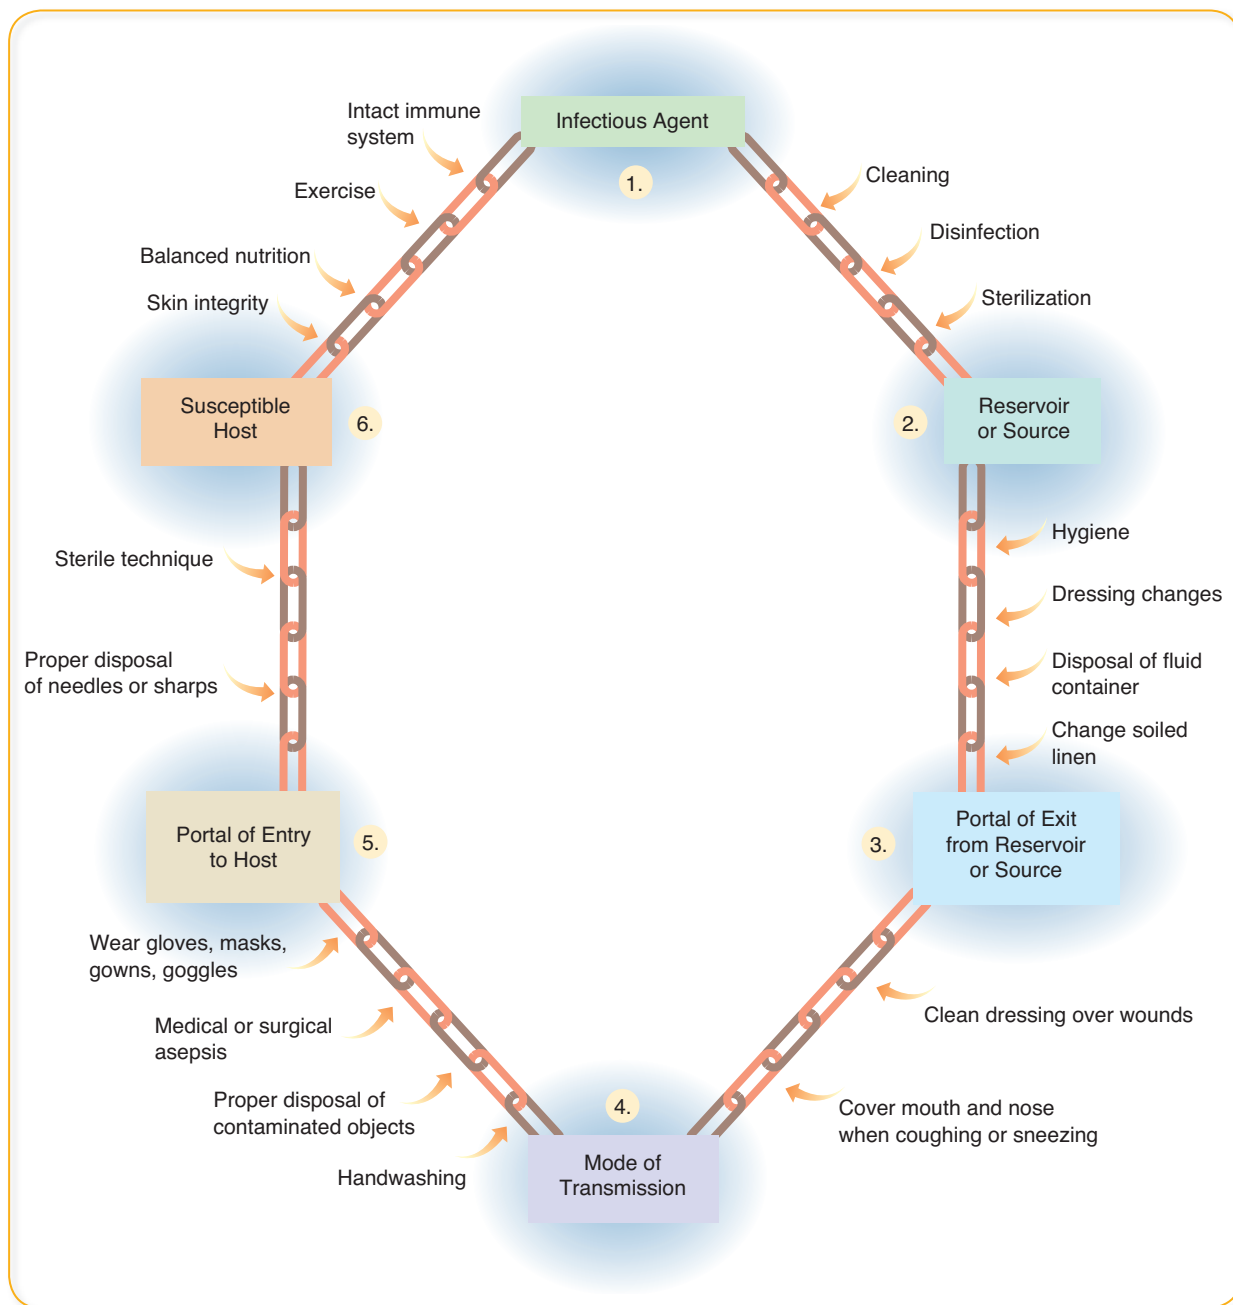 Infectious Agent
1.
Cleaning
Disinfection
Sterilization
Reservoir
or Source
2.
Hygiene
Dressing changes
Disposal of fluid
container
Change soiled
linen
Portal of Exit
from Reservoir
or Source
3.
Clean dressing over wounds
Cover mouth and nose
when coughing or sneezing
4.
Mode of
Transmission
Handwashing
Proper disposal of
contaminated objects
Medical or surgical
asepsis
Wear gloves, masks,
gowns, goggles
Portal of Entry
to Host
5.
Proper disposal
of needles or sharps
Sterile technique
Susceptible
Host
6.
Skin integrity
Balanced nutrition
Exercise
Intact immune
system